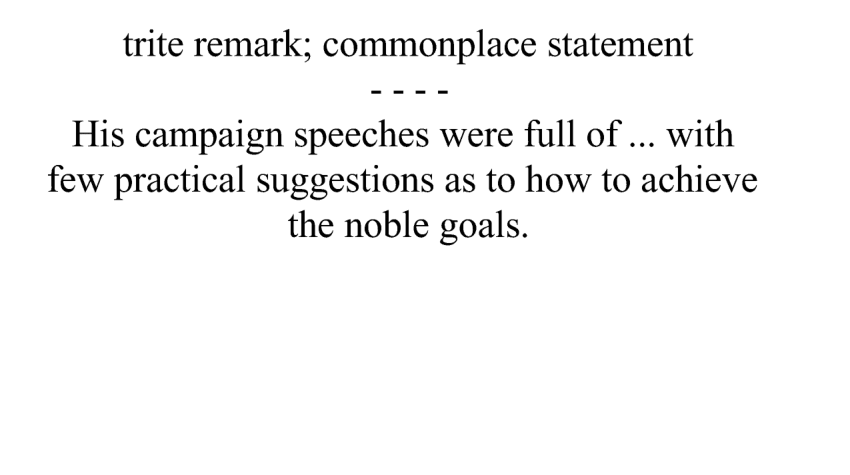 trite remark; commonplace statement
- - - -
His campaign speeches were full of ... with
few practical suggestions as to how to achieve
the noble goals.